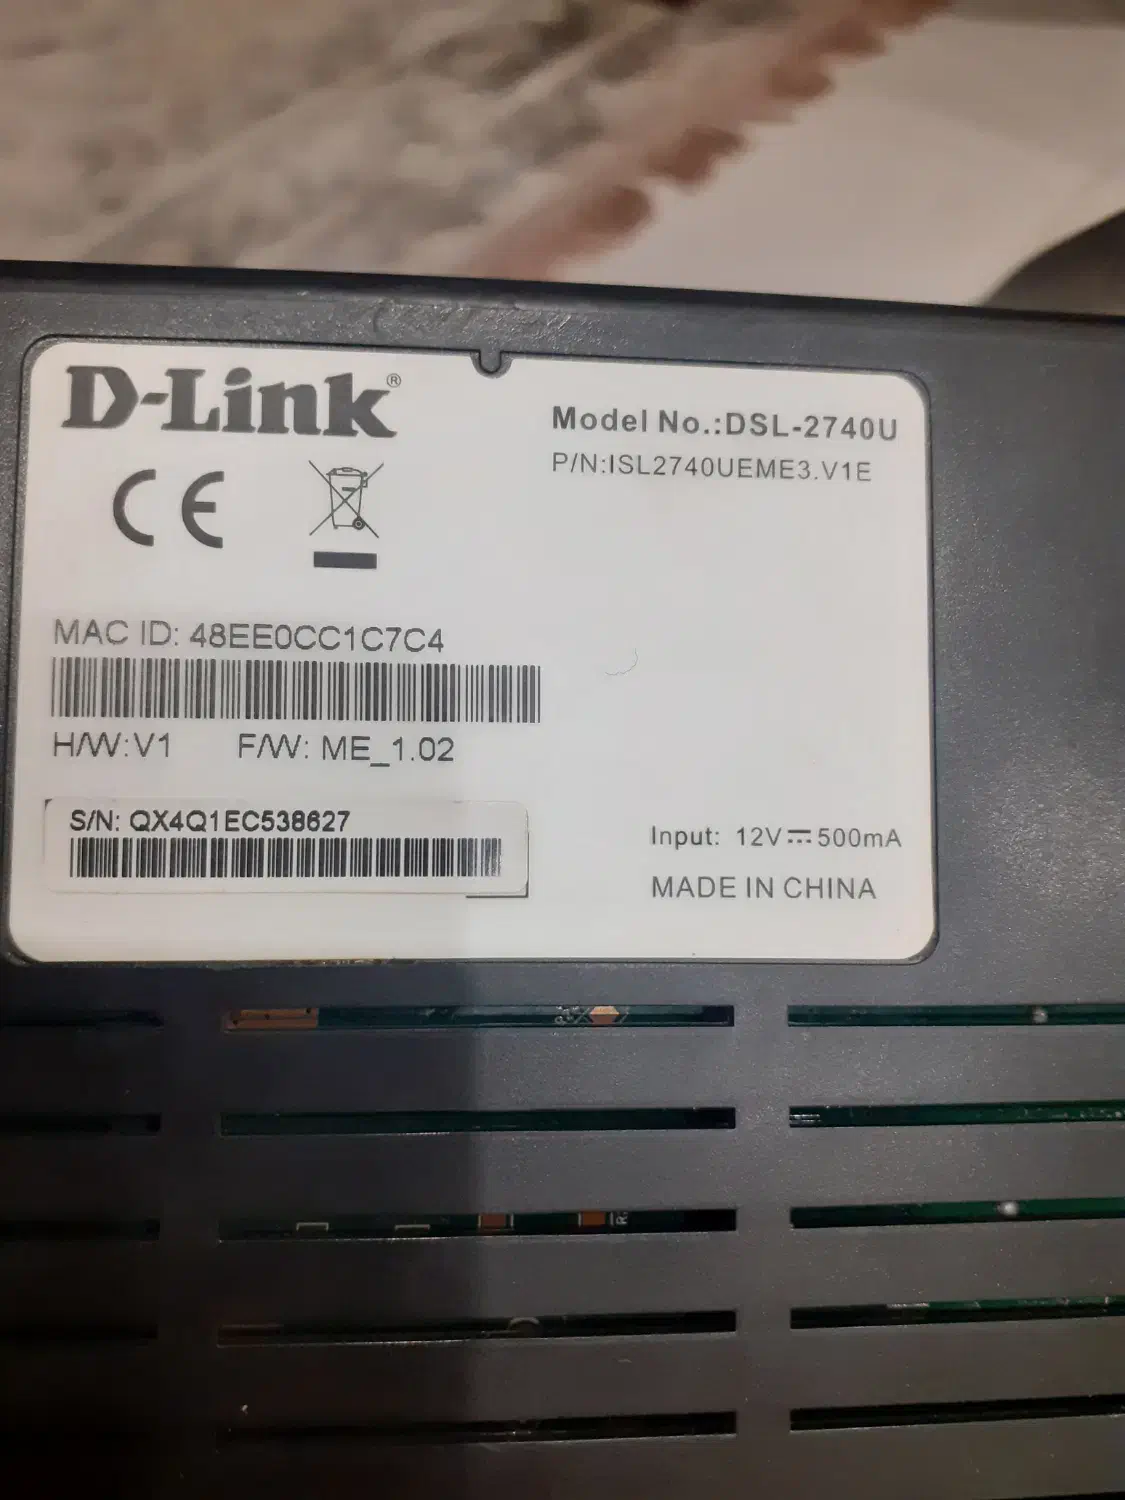 D-Link®
Model No.:DSL-2740U
P/N:ISL2740UEME3.V1E
CE
MAC ID: 48EE0CC1C7C4
H/W:V1 F/W: ME_1.02
S/N: QX4Q1EC538627
Input: 12V⎓500mA
MADE IN CHINA